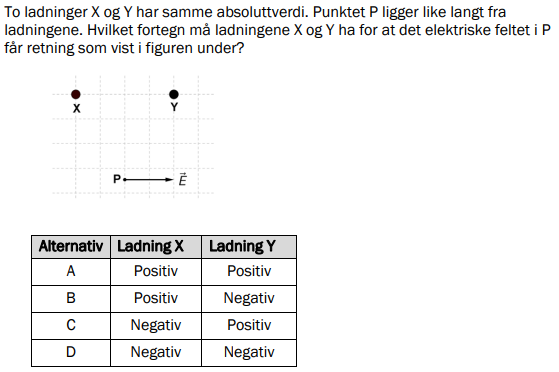 To ladninger X og Y har samme absoluttverdi. Punktet P ligger like langt fra
ladningene. Hvilket fortegn må ladningene X og Y ha for at det elektriske feltet i P
får retning som vist i figuren under?
X Y
P E⃗
Alternativ Ladning X Ladning Y
A Positiv Positiv
B Positiv Negativ
C Negativ Positiv
D Negativ Negativ